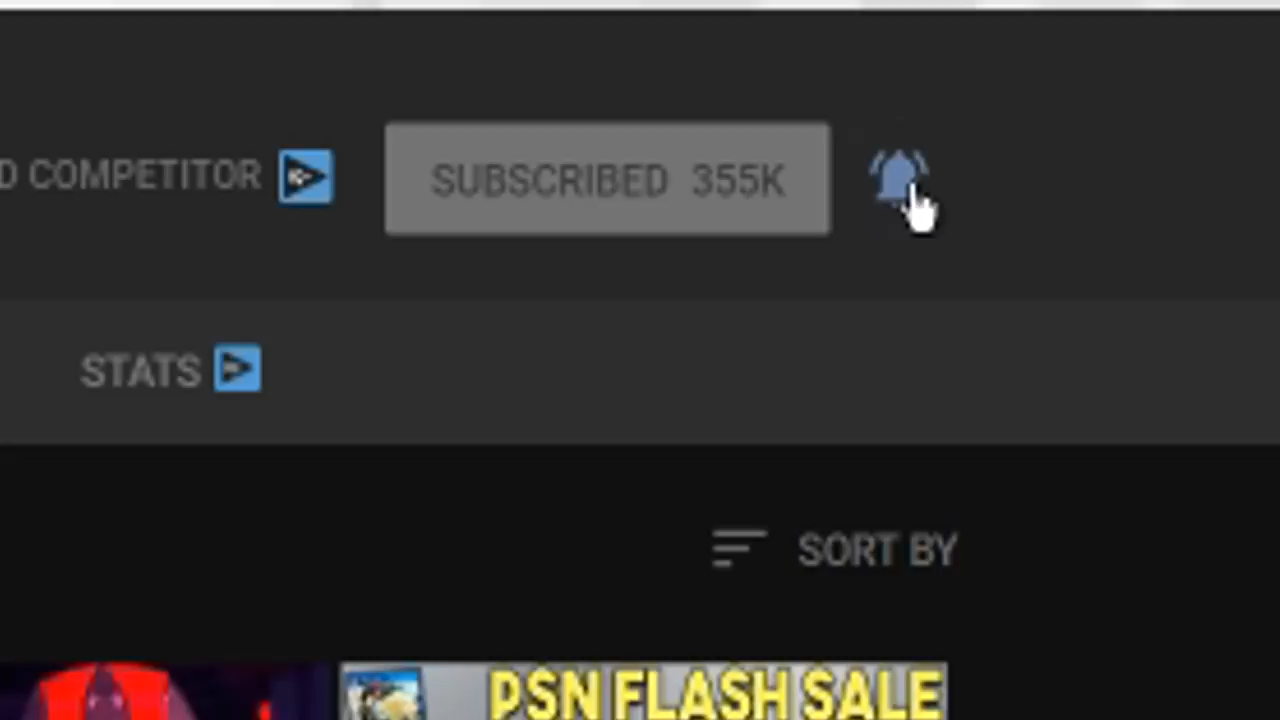 D COMPETITOR
SUBSCRIBED 355K
STATS
SORT BY
PSN FLASH SALE